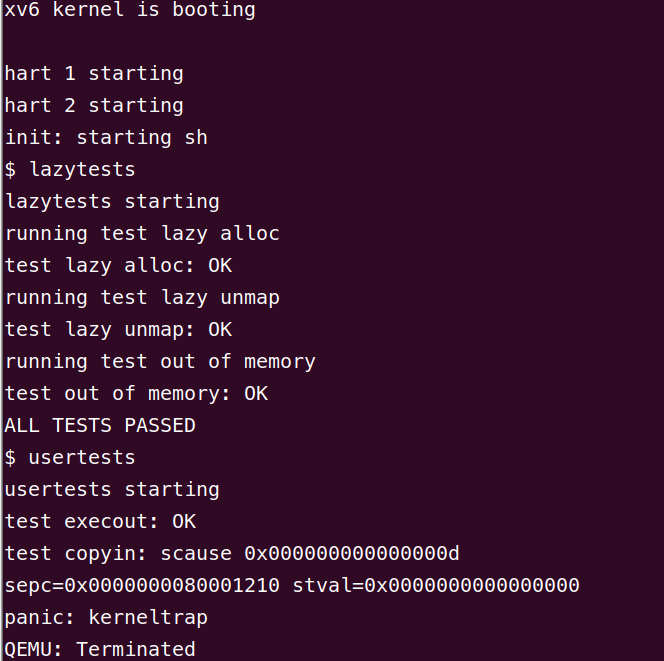 xv6 kernel is booting
hart 1 starting
hart 2 starting
init: starting sh
$ lazytests
lazytests starting
running test lazy alloc
test lazy alloc: OK
running test lazy unmap
test lazy unmap: OK
running test out of memory
test out of memory: OK
ALL TESTS PASSED
$ usertests
usertests starting
test execout: OK
test copyin: scause 0x000000000000000d
sepc=0x0000000080001210 stval=0x0000000000000000
panic: kerneltrap
QEMU: Terminated